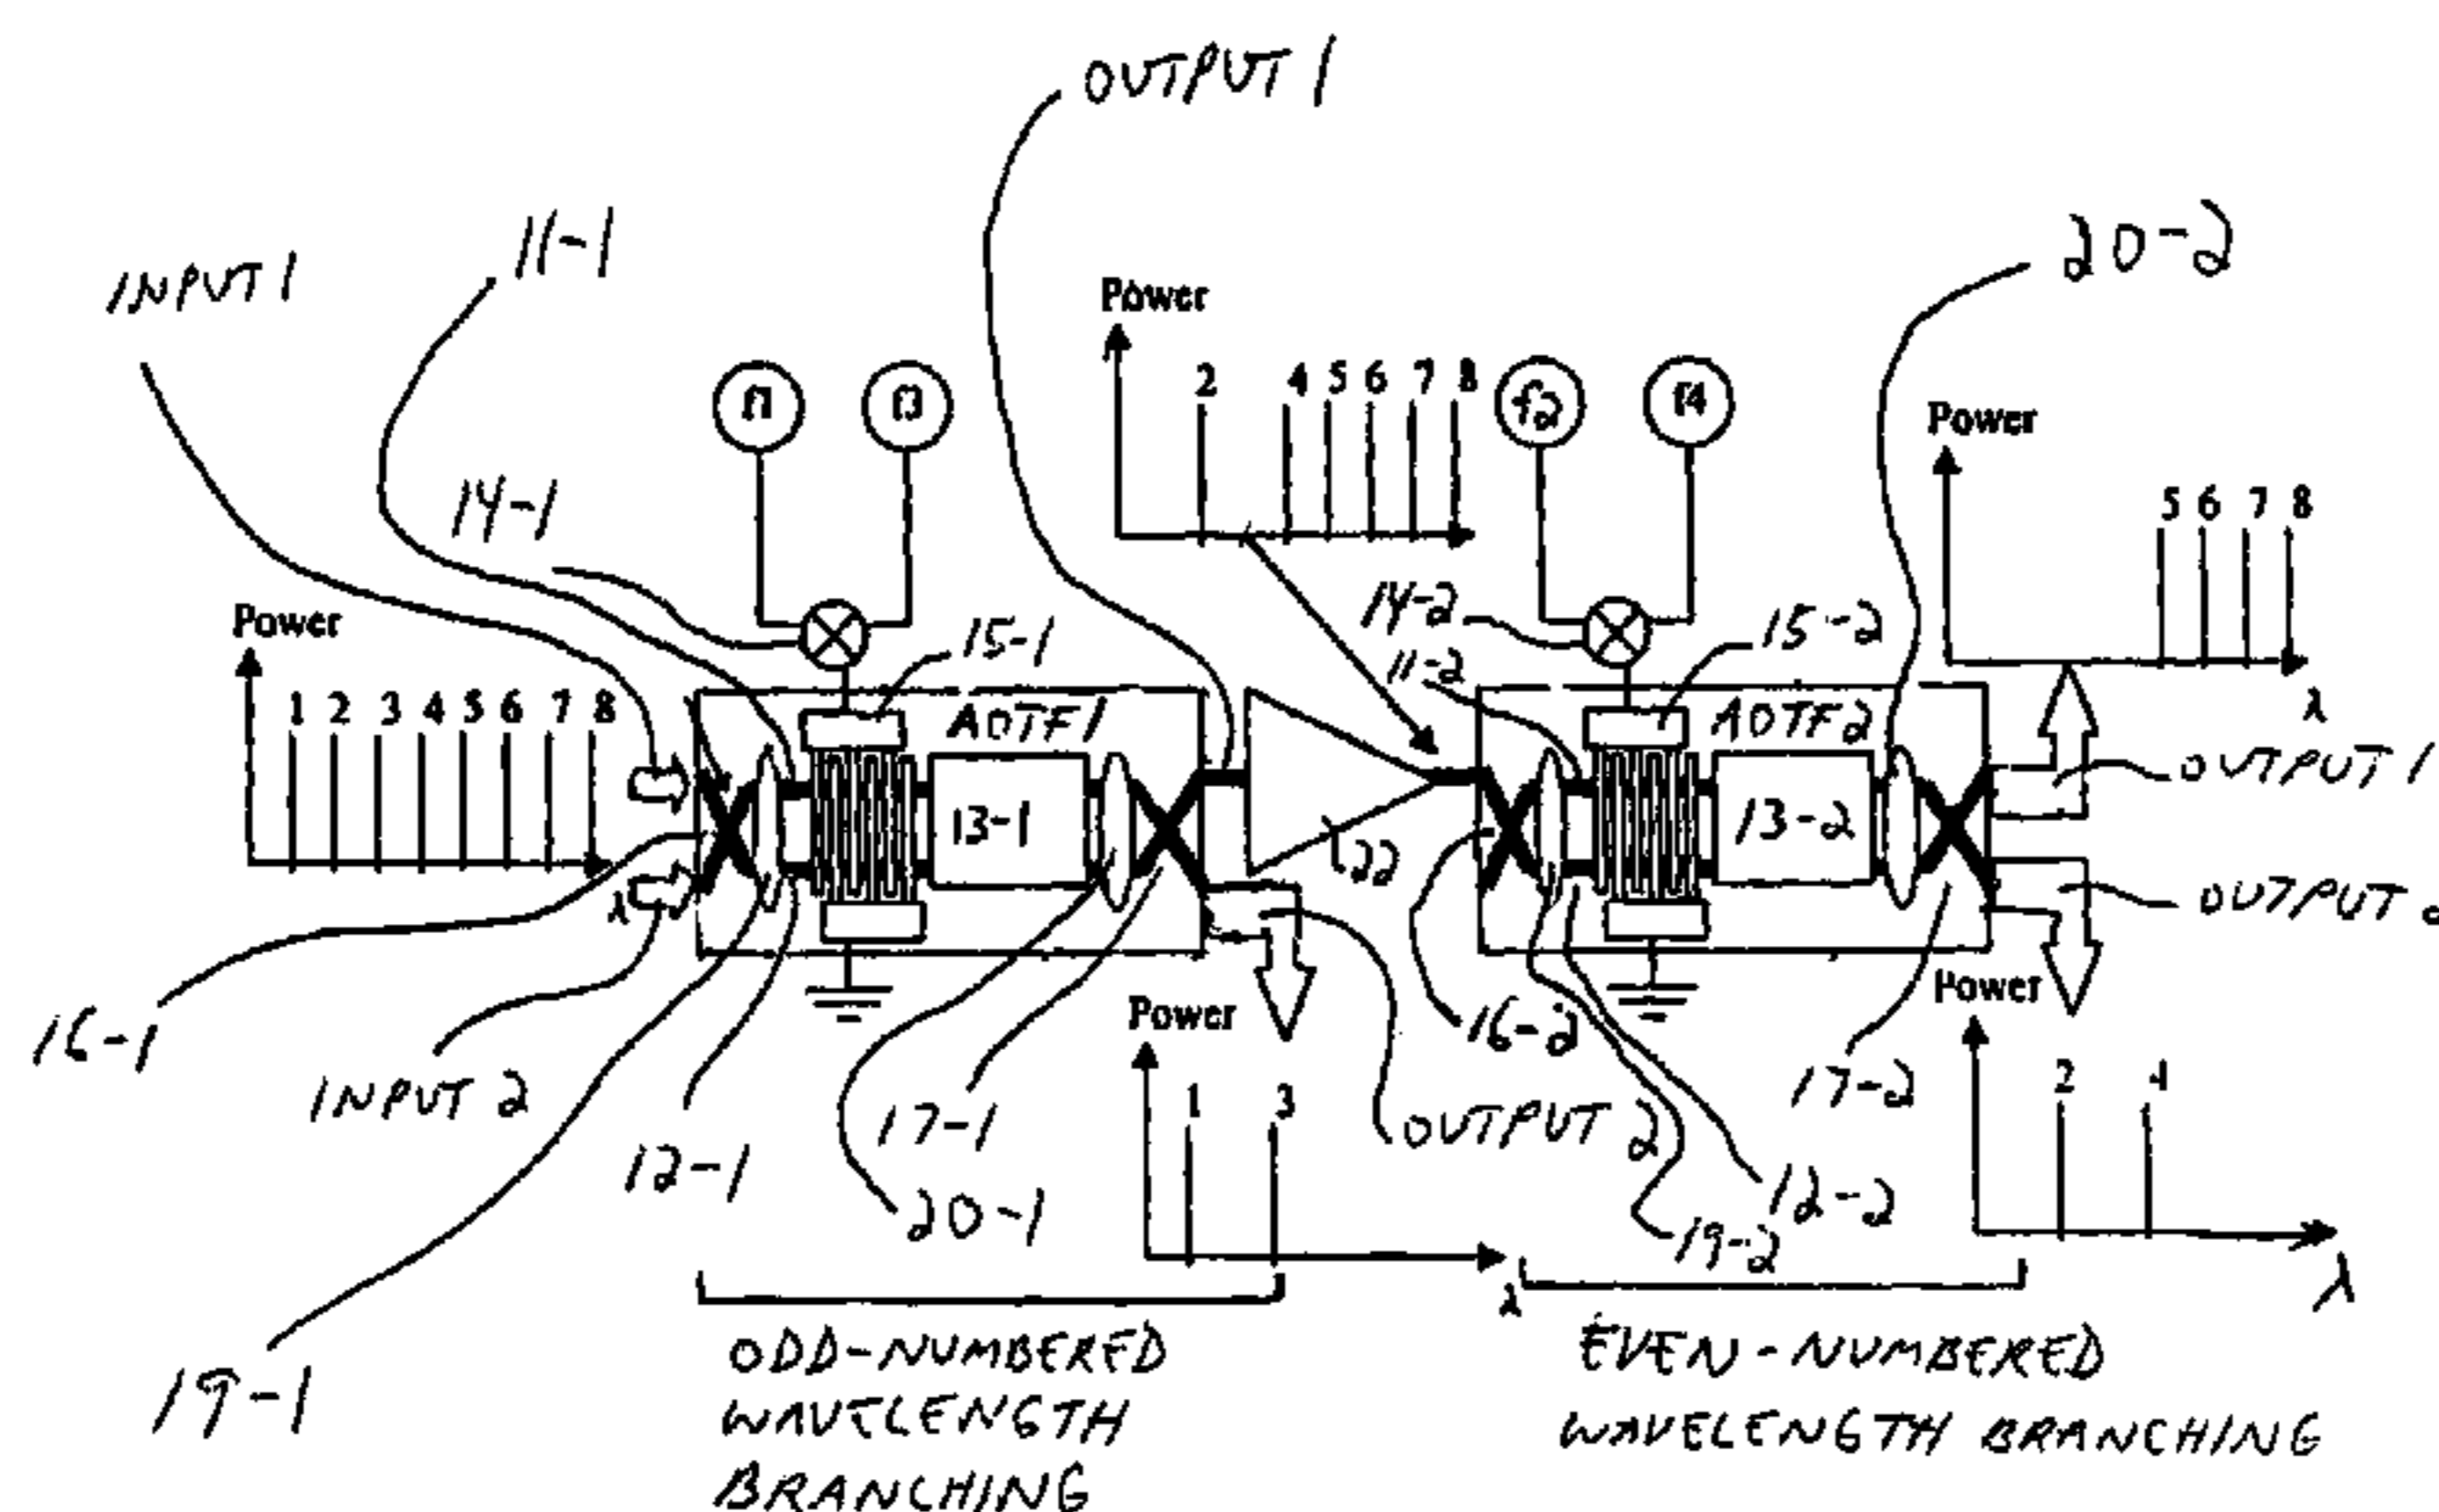 OUTPUT 1
11-1
20-2
INPUT 1
Power
f1
f3
2 4 5 6 7 8
f2
f4
Power
14-1
5 6 7 8
14-2
15-2
Power
15-1
11-2
λ
1 2 3 4 5 6 7 8
AOTF1
AOTF2
OUTPUT 1
13-1
13-2
22
OUTPUT
λ
16-1
Power
16-2
Power
INPUT 2
1 3
17-1
OUTPUT 2
17-2
2 4
12-1
20-1
12-2
19-2
λ
λ
19-1
ODD-NUMBERED
WAVELENGTH
BRANCHING
EVEN-NUMBERED
WAVELENGTH BRANCHING